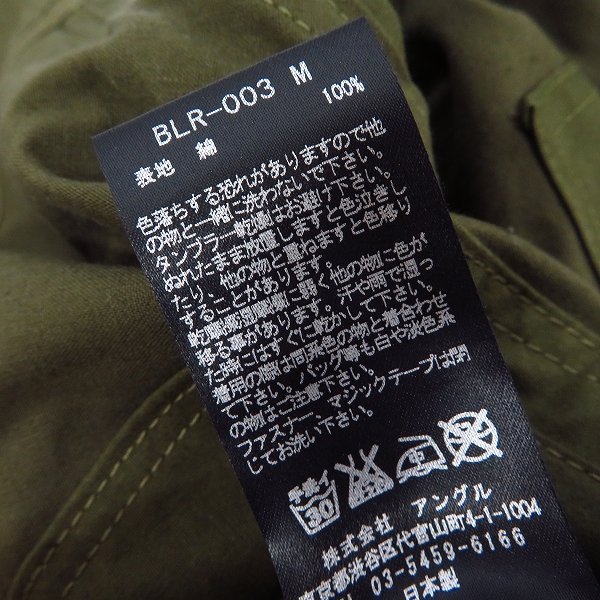 BLR-003 M
表地 綿 100%
色落ちする恐れがありますので他
の物と一緒に洗わないで下さい。
タンブラー乾燥はお避け下さい。
ぬれたまま放置しますと色泣きし
たり、他の物と重ねますと色移り
することがあります。
乾燥摩擦堅牢度に弱く、他の物に色が
移る事があります。汗や雨で湿っ
た時にはすぐに乾かして下さい。
着用の際は同系色の物と着合わせ
て下さい。バッグ等も白や淡色系
の物はご注意下さい。
ファスナー、マジックテープは閉
してお洗い下さい。
手洗イ
30
株式会社 アングル
東京都渋谷区代官山町T4-1-1004
03-5459-6166
日本製